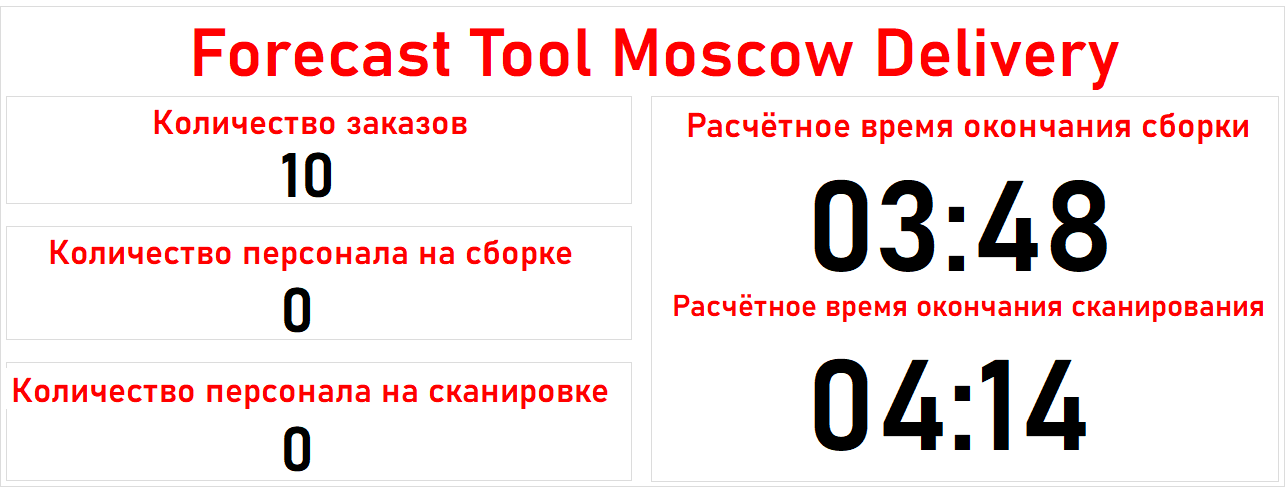 Forecast Tool Moscow Delivery
Количество заказов
10
Количество персонала на сборке
0
Количество персонала на сканировке
0
Расчётное время окончания сборки
03:48
Расчётное время окончания сканирования
04:14